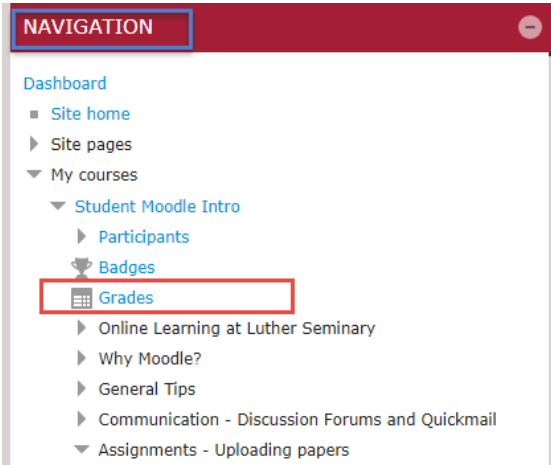 NAVIGATION
Dashboard
Site home
Site pages
My courses
Student Moodle Intro
Participants
Badges
Grades
Online Learning at Luther Seminary
Why Moodle?
General Tips
Communication - Discussion Forums and Quickmail
Assignments - Uploading papers